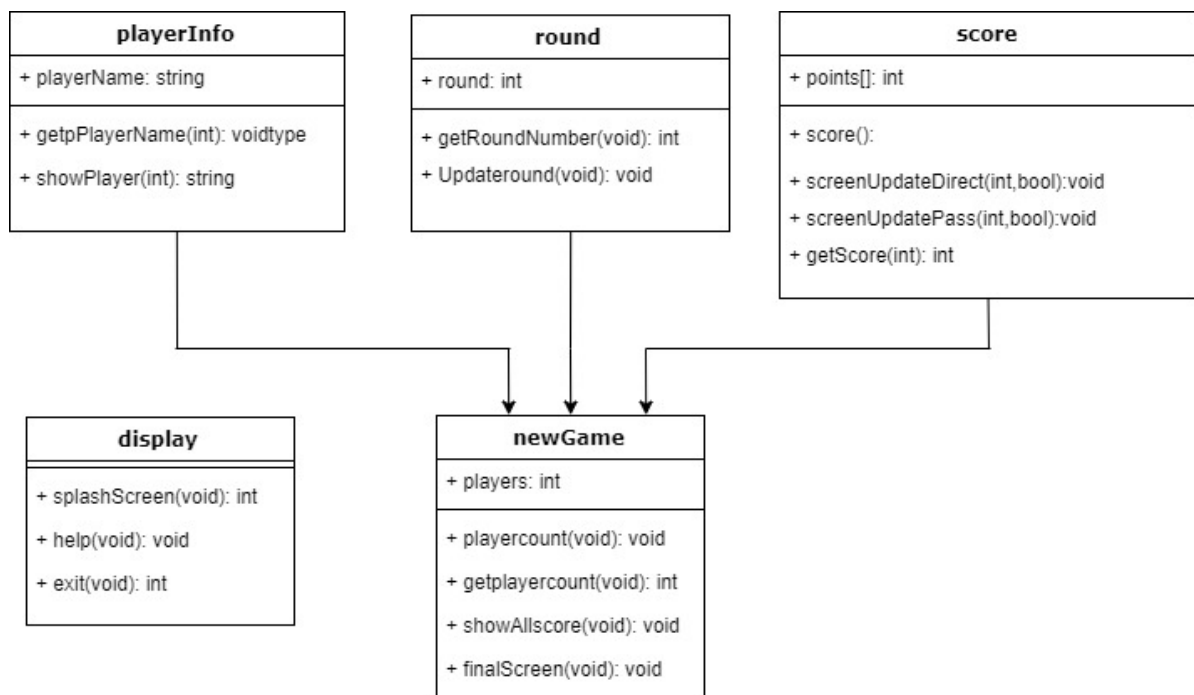 playerInfo
+ playerName: string
+ getpPlayerName(int): voidtype
+ showPlayer(int): string
round
+ round: int
+ getRoundNumber(void): int
+ Updateround(void): void
score
+ points[]: int
+ score():
+ screenUpdateDirect(int,bool):void
+ screenUpdatePass(int,bool):void
+ getScore(int): int
display
+ splashScreen(void): int
+ help(void): void
+ exit(void): int
newGame
+ players: int
+ playercount(void): void
+ getplayercount(void): int
+ showAllscore(void): void
+ finalScreen(void): void